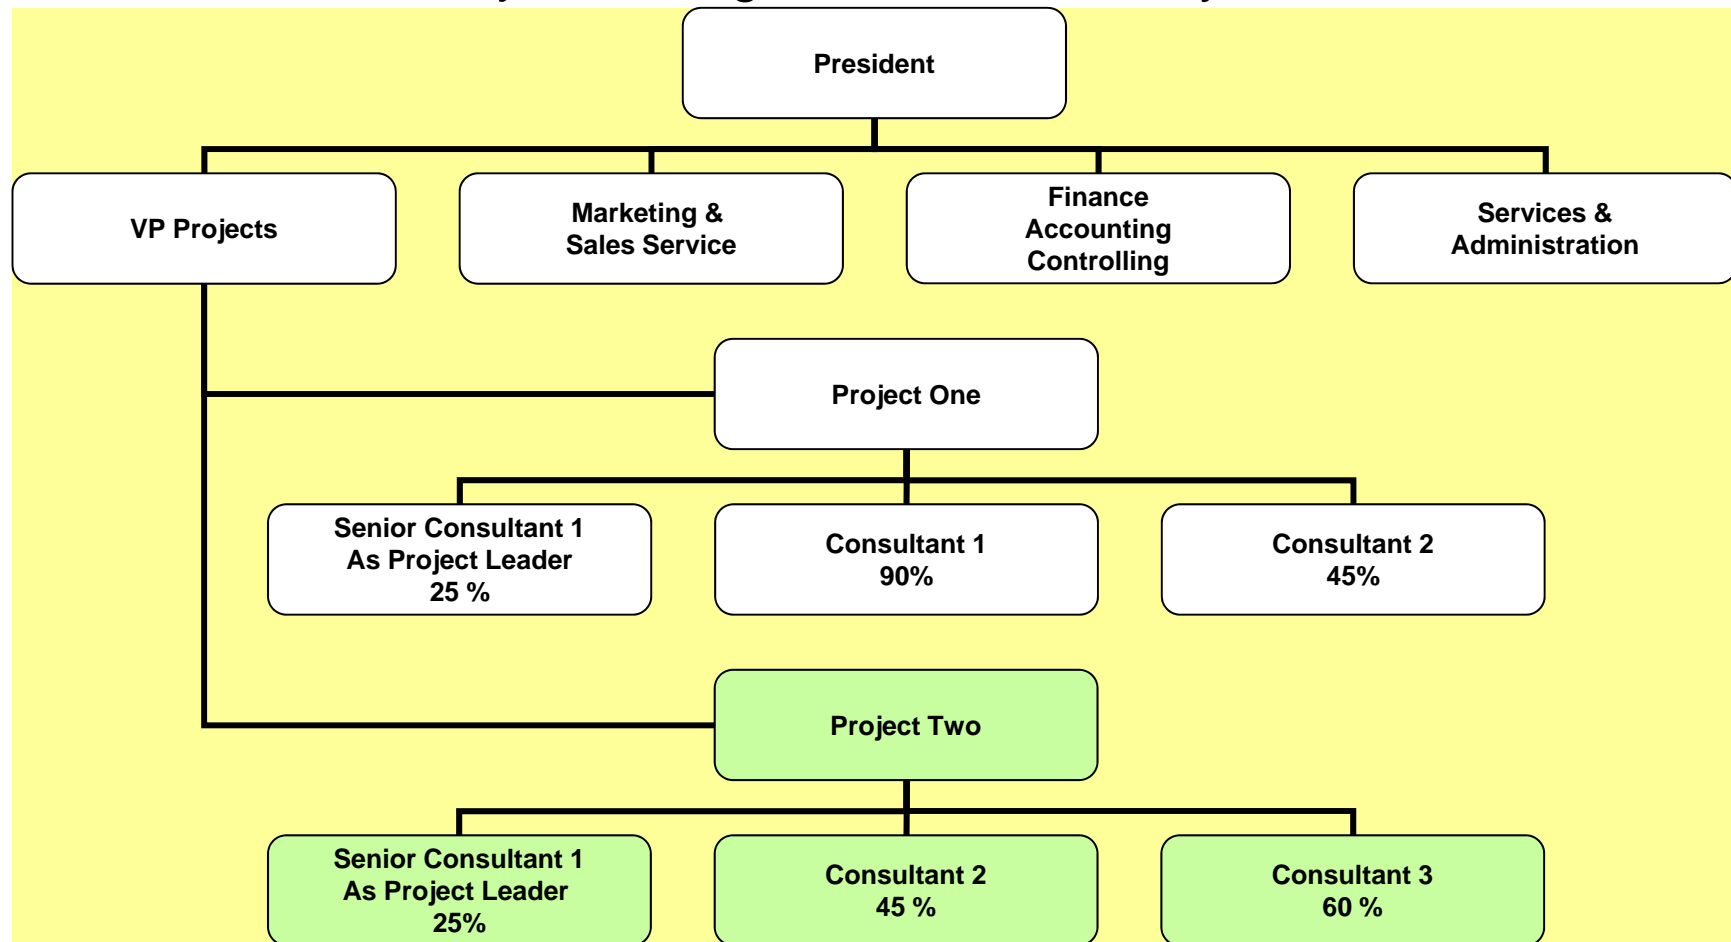 President
VP Projects
Marketing &
Sales Service
Finance
Accounting
Controlling
Services &
Administration
Project One
Senior Consultant 1
As Project Leader
25 %
Consultant 1
90%
Consultant 2
45%
Project Two
Senior Consultant 1
As Project Leader
25%
Consultant 2
45 %
Consultant 3
60 %